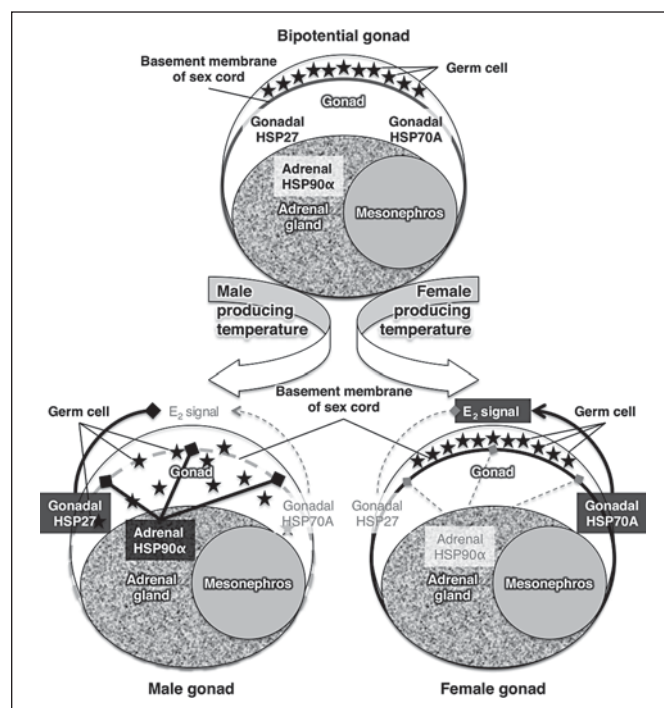 Bipotential gonad
Basement membrane
of sex cord
Germ cell
Gonad
Gonadal
HSP27
Gonadal
HSP70A
Adrenal
HSP90α
Adrenal
gland
Mesonephros
Male
producing
temperature
Female
producing
temperature
Basement membrane
of sex cord
Germ cell
E₂ signal
Gonad
Gonadal
HSP27
Gonadal
HSP70A
Adrenal
HSP90α
Adrenal
gland
Mesonephros
Male gonad
E₂ signal
Germ cell
Gonad
Gonadal
HSP27
Gonadal
HSP70A
Adrenal
HSP90α
Adrenal
gland
Mesonephros
Female gonad